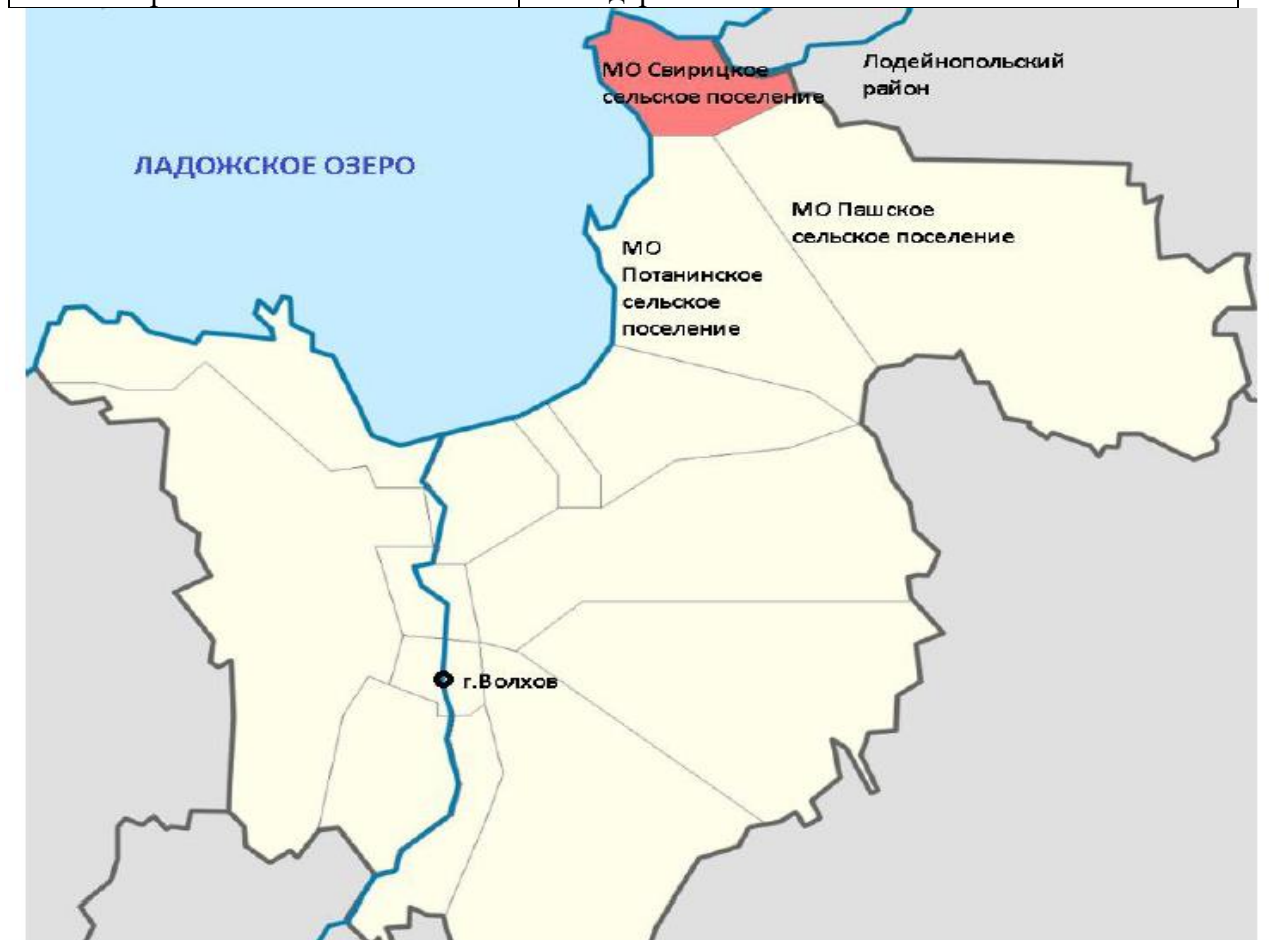 МО Свирицкое
сельское поселение
Лодейнопольский
район
ЛАДОЖСКОЕ ОЗЕРО
МО Пашское
сельское поселение
МО
Потанинское
сельское
поселение
г.Волхов